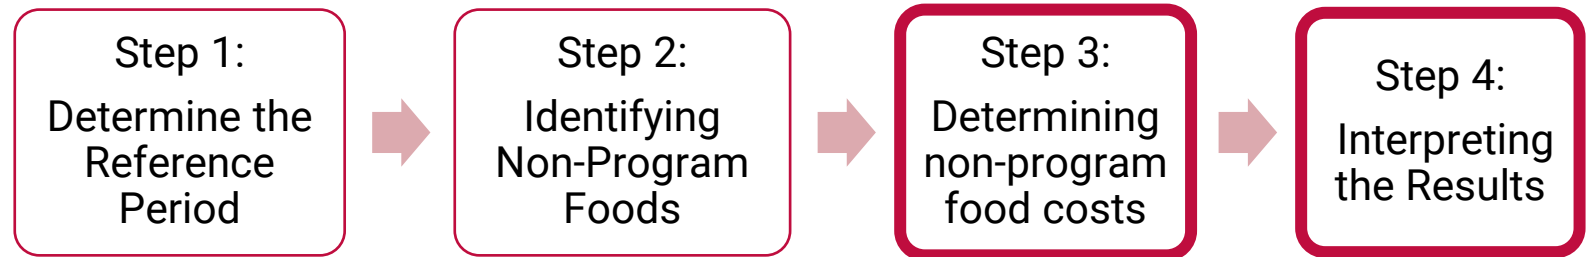 Step 1:
Determine the
Reference
Period
Step 2:
Identifying
Non-Program
Foods
Step 3:
Determining
non-program
food costs
Step 4:
Interpreting
the Results